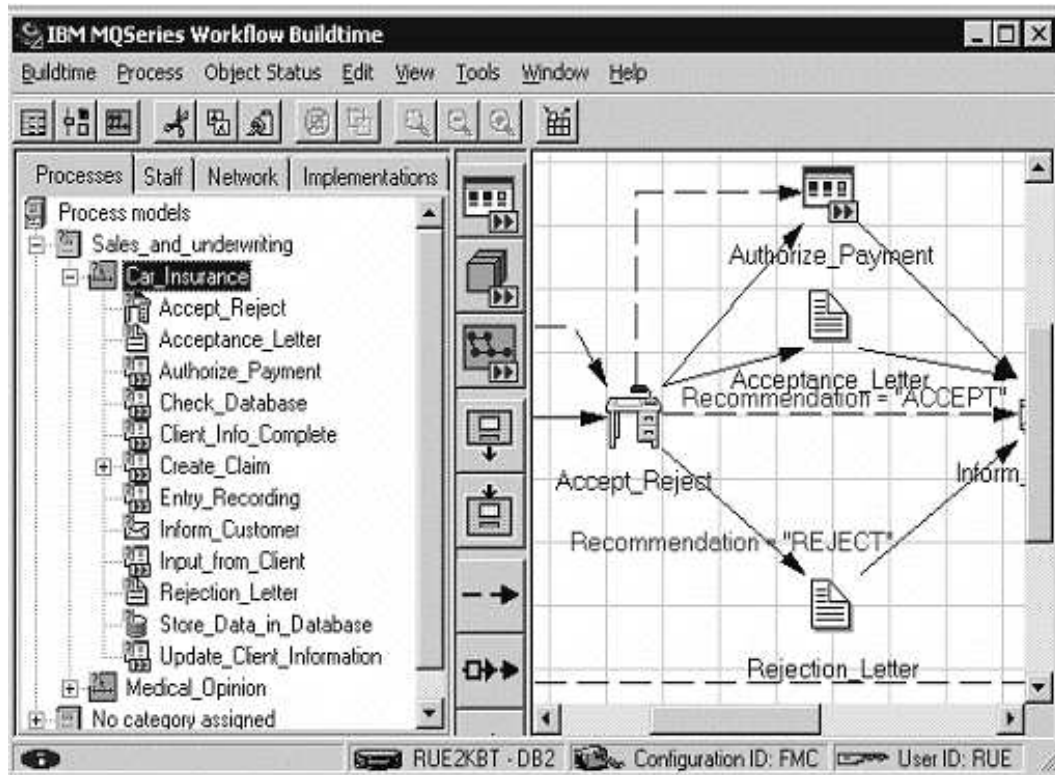 IBM MQSeries Workflow Buildtime
Buildtime Process Object Status Edit View Tools Window Help
Processes Staff Network Implementations
Process models
Sales_and_underwriting
Car_Insurance
Accept_Reject
Acceptance_Letter
Authorize_Payment
Check_Database
Client_Info_Complete
Create_Claim
Entry_Recording
Inform_Customer
Input_from_Client
Rejection_Letter
Store_Data_in_Database
Update_Client_Information
Medical_Opinion
No category assigned
Authorize_Payment
Acceptance_Letter
Recommendation = "ACCEPT"
Accept_Reject
Inform_
Recommendation = "REJECT"
Rejection_Letter
RUE2KBT - DB2 Configuration ID: FMC User ID: RUE